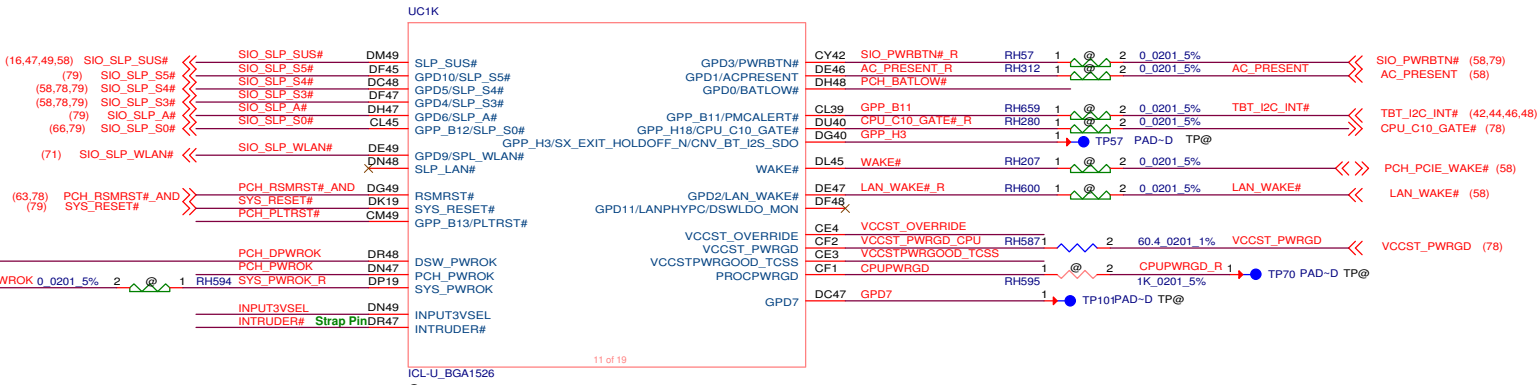 UC1K
(16,47,49,58) SIO_SLP_SUS# SIO_SLP_SUS# DM49 SLP_SUS# GPD3/PWRBTN# CY42 SIO_PWRBTN#_R RH57 1 @ 2 0_0201_5% SIO_PWRBTN# (58,79)
(79) SIO_SLP_S5# SIO_SLP_S5# DF45 GPD10/SLP_S5# GPD1/ACPRESENT DE46 AC_PRESENT_R RH312 1 @ 2 0_0201_5% AC_PRESENT AC_PRESENT (58)
(58,78,79) SIO_SLP_S4# SIO_SLP_S4# DC48 GPD5/SLP_S4# GPD0/BATLOW# DH48 PCH_BATLOW#
(58,78,79) SIO_SLP_S3# SIO_SLP_S3# DF47 GPD4/SLP_S3#
(79) SIO_SLP_A# SIO_SLP_A# DH47 GPD6/SLP_A# GPP_B11/PMCALERT# CL39 GPP_B11 RH659 1 @ 2 0_0201_5% TBT_I2C_INT# TBT_I2C_INT# (42,44,46,48)
(66,79) SIO_SLP_S0# SIO_SLP_S0# CL45 GPP_B12/SLP_S0# GPP_H18/CPU_C10_GATE# DU40 CPU_C10_GATE#_R RH280 1 @ 2 0_0201_5% CPU_C10_GATE# (78)
GPP_H3/SX_EXIT_HOLDOFF_N/CNV_BT_I2S_SDO DG40 GPP_H3 1 TP57 PAD~D TP@
(71) SIO_SLP_WLAN# SIO_SLP_WLAN# DE49 GPD9/SPL_WLAN#
DN48 SLP_LAN# WAKE# DL45 WAKE# RH207 1 @ 2 0_0201_5% PCH_PCIE_WAKE# (58)
(63,78) PCH_RSMRST#_AND PCH_RSMRST#_AND DG49 RSMRST# GPD2/LAN_WAKE# DE47 LAN_WAKE#_R RH600 1 @ 2 0_0201_5% LAN_WAKE# LAN_WAKE# (58)
(79) SYS_RESET# SYS_RESET# DK19 SYS_RESET# GPD11/LANPHYPC/DSWLDO_MON DF48
PCH_PLTRST# CM49 GPP_B13/PLTRST#
VCCST_OVERRIDE CE4 VCCST_OVERRIDE
VCCST_PWRGD CF2 VCCST_PWRGD_CPU RH587 1 2 60.4_0201_1% VCCST_PWRGD VCCST_PWRGD (78)
PCH_DPWROK DR48 DSW_PWROK VCCSTPWRGOOD_TCSS CE3 VCCSTPWRGOOD_TCSS
PCH_PWROK DN47 PCH_PWROK PROCPWRGD CF1 CPUPWRGD 1 @ 2 CPUPWRGD_R 1 TP70 PAD~D TP@
WROK 0_0201_5% 2 @ 1 RH594 SYS_PWROK_R DP19 SYS_PWROK RH595 1K_0201_5%
GPD7 DC47 GPD7 1 TP101 PAD~D TP@
INPUT3VSEL DN49 INPUT3VSEL
INTRUDER# Strap Pin DR47 INTRUDER#
11 of 19
ICL-U_BGA1526